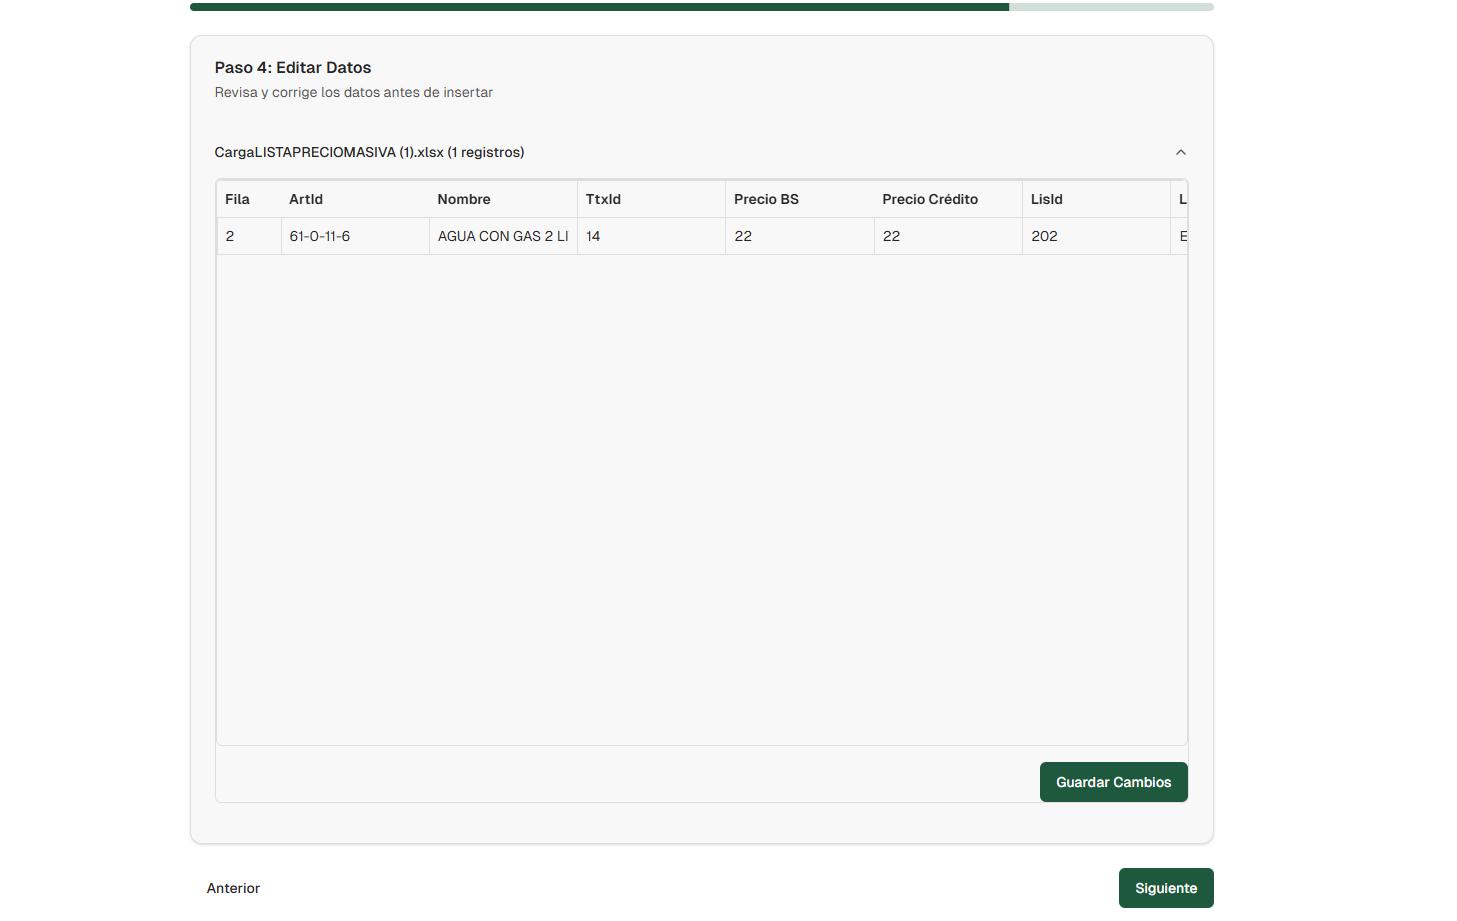 Paso 4: Editar Datos
Revisa y corrige los datos antes de insertar
CargaLISTAPRECIOMASIVA (1).xlsx (1 registros)
Fila ArtId Nombre TtxId Precio BS Precio Crédito LisId L
2 61-0-11-6 AGUA CON GAS 2 LI 14 22 22 202 E
Guardar Cambios
Anterior Siguiente